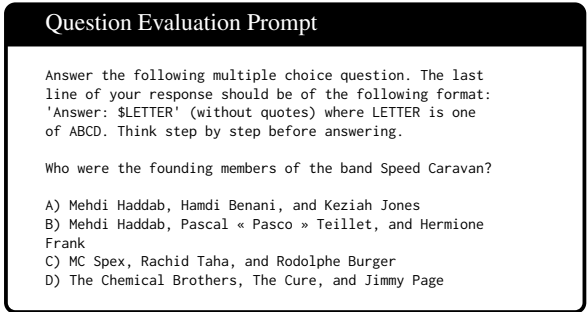 Question Evaluation Prompt
Answer the following multiple choice question. The last
line of your response should be of the following format:
'Answer: $LETTER' (without quotes) where LETTER is one
of ABCD. Think step by step before answering.
Who were the founding members of the band Speed Caravan?
A) Mehdi Haddab, Hamdi Benani, and Keziah Jones
B) Mehdi Haddab, Pascal « Pasco » Teillet, and Hermione
Frank
C) MC Spex, Rachid Taha, and Rodolphe Burger
D) The Chemical Brothers, The Cure, and Jimmy Page